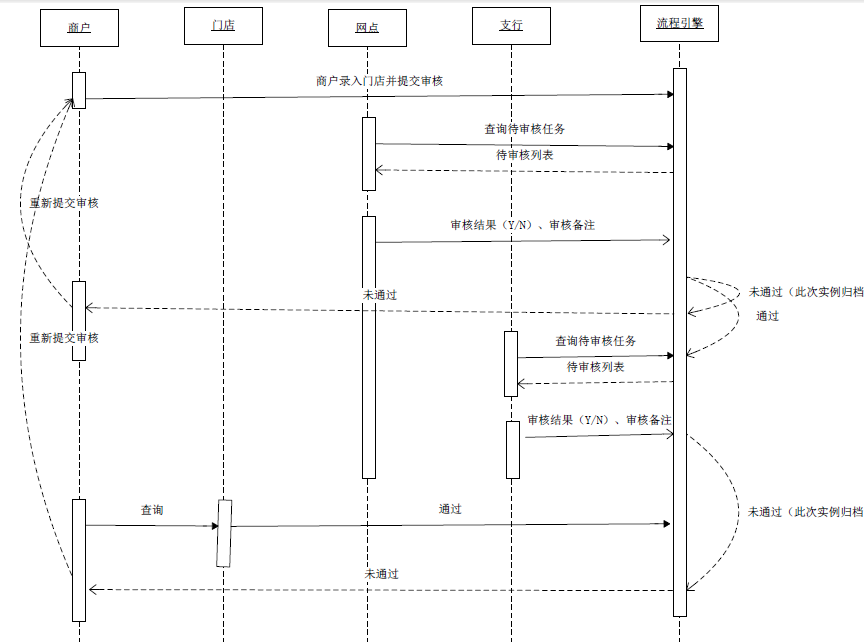 商户
门店
网点
支行
流程引擎
商户录入门店并提交审核
查询待审核任务
待审核列表
重新提交审核
审核结果（Y/N）、审核备注
未通过
未通过（此次实例归档
通过
重新提交审核
查询待审核任务
待审核列表
审核结果（Y/N）、审核备注
查询
通过
未通过（此次实例归档
未通过